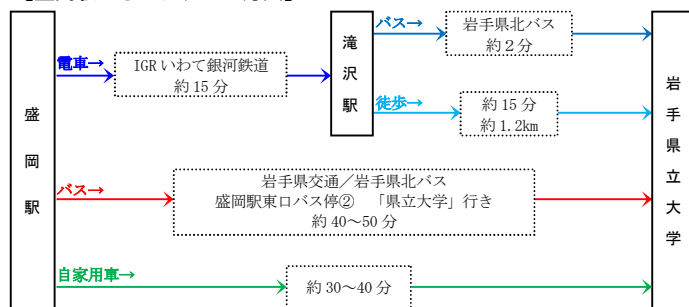 盛岡駅
電車→
IGR いわて銀河鉄道
約 15 分
滝沢駅
バス→
岩手県北バス
約 2 分
徒歩→
約 15 分
約 1.2km
バス→
岩手県交通／岩手県北バス
盛岡駅東口バス停② 「県立大学」行き
約 40～50 分
自家用車→
約 30～40 分
岩手県立大学